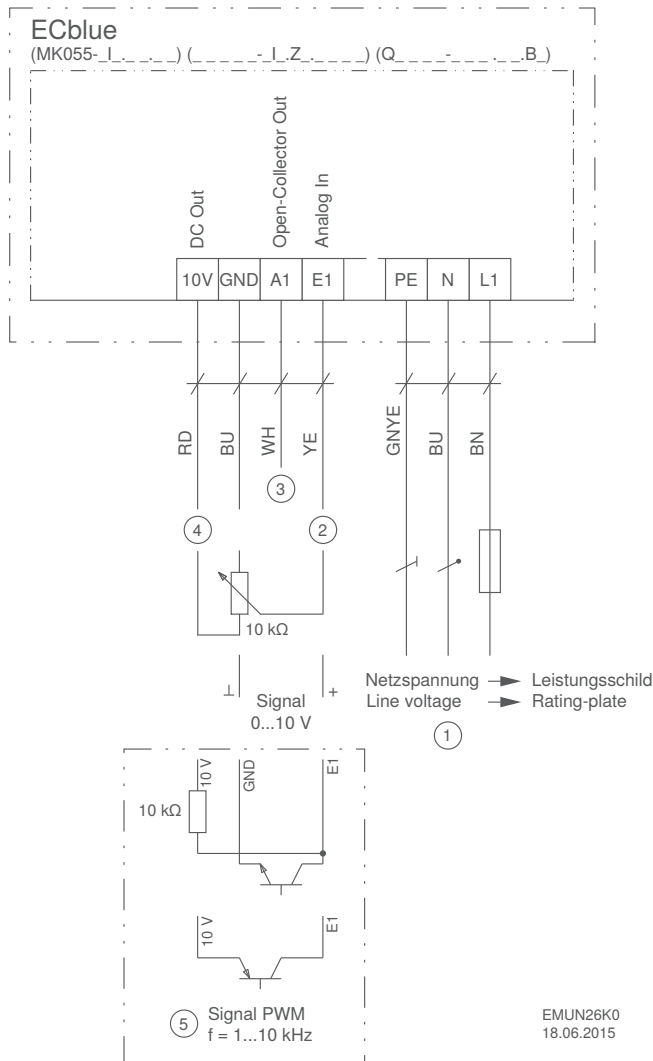 ECblue
(MK055-_I_._ _._ _) (_ _ _ _ _-_I_.Z_._ _ _ _) (Q_ _ _ _-_ _ _ _._ _.B_)
DC Out
Open-Collector Out
Analog In
10V GND A1 E1 PE N L1
RD
BU
WH
YE
GNYE
BU
BN
3
4
2
10 kΩ
⊥ Signal +
0...10 V
Netzspannung Leistungsschild
Line voltage Rating-plate
1
10 V
GND
E1
10 kΩ
10 V
E1
5 Signal PWM
f = 1...10 kHz
EMUN26K0
18.06.2015